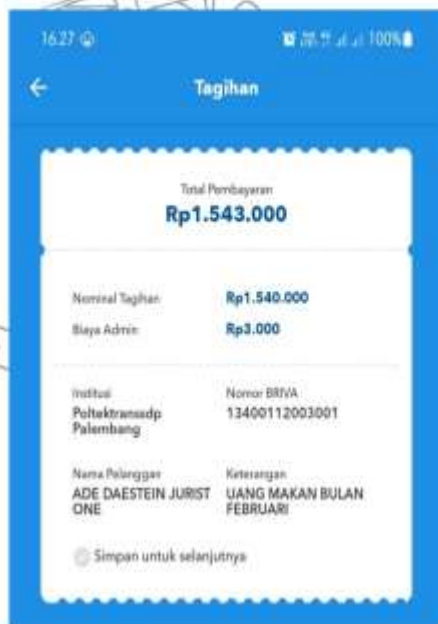 16.27
100%
Tagihan
Total Pembayaran
Rp1.543.000
Nominal Tagihan Rp1.540.000
Biaya Admin Rp3.000
Institusi Nomor BRIVA
Poltektranssdp 13400112003001
Palembang
Nama Pelanggan Keterangan
ADE DAESTEIN JURIST UANG MAKAN BULAN
ONE FEBRUARI
Simpan untuk selanjutnya